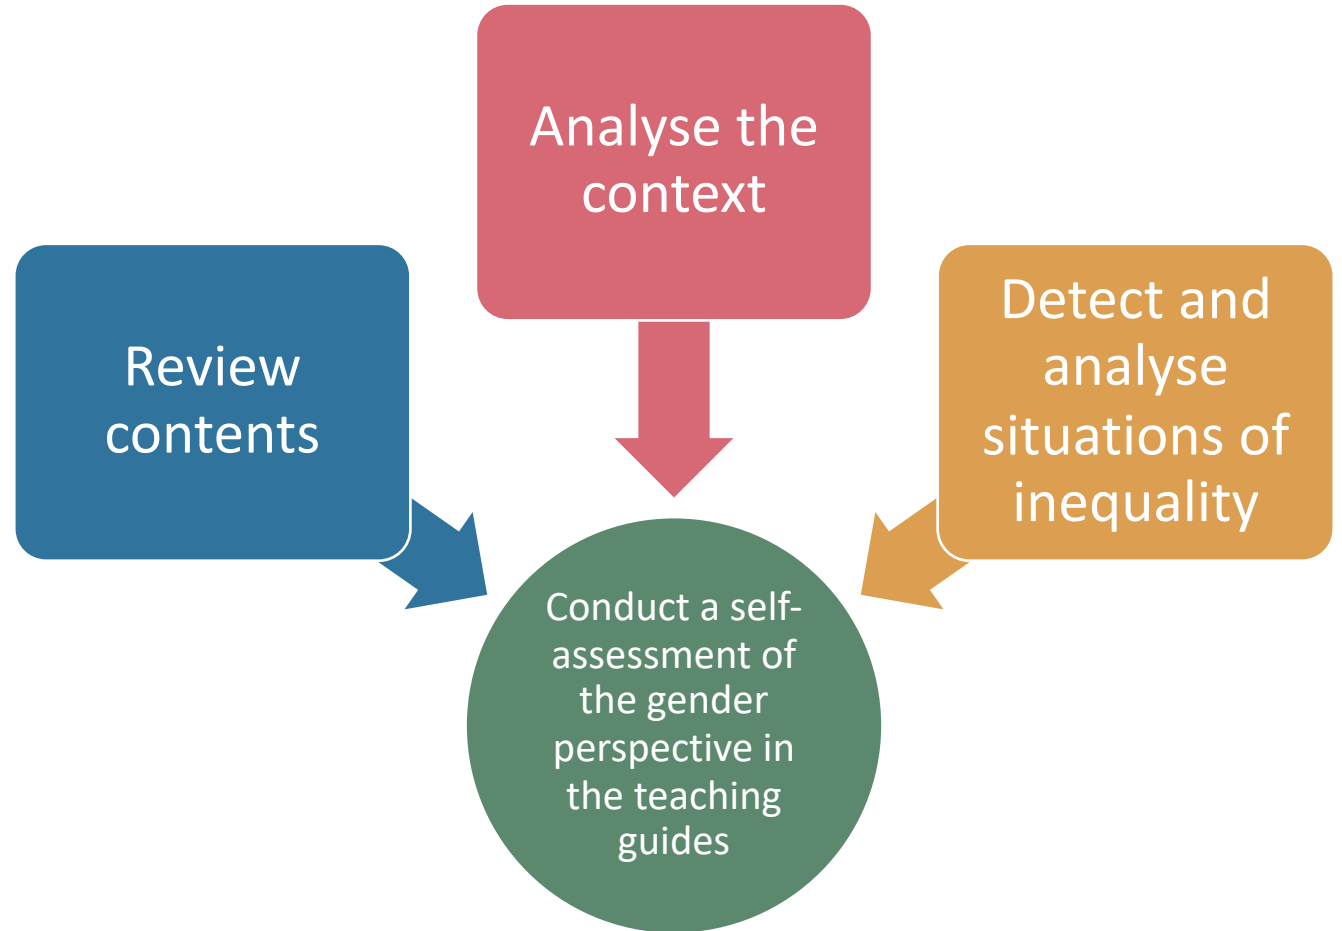 Analyse the
context
Review
contents
Detect and
analyse
situations of
inequality
Conduct a self-
assessment of
the gender
perspective in
the teaching
guides